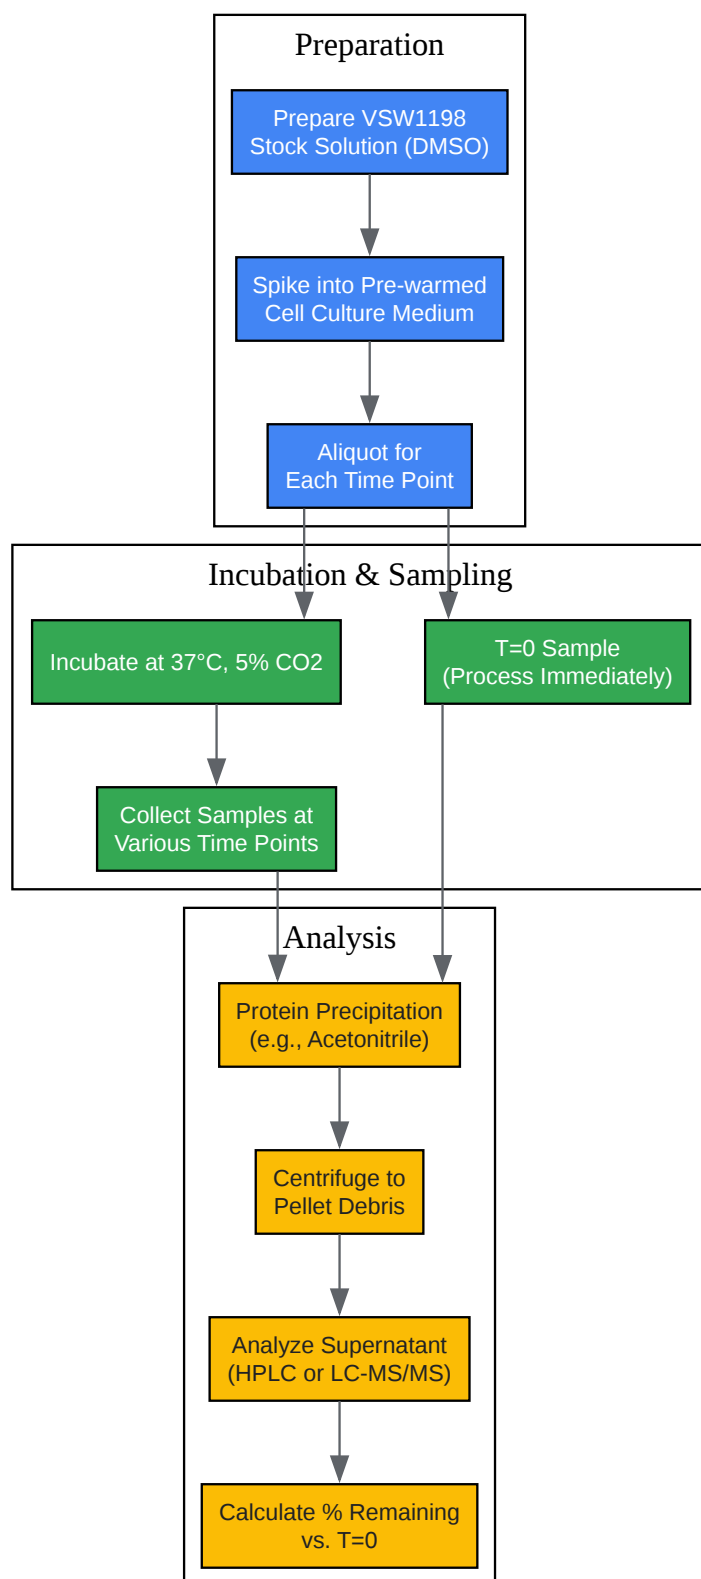 Preparation
Prepare VSW1198
Stock Solution (DMSO)
Spike into Pre-warmed
Cell Culture Medium
Aliquot for
Each Time Point
Incubation & Sampling
Incubate at 37°C, 5% CO2
T=0 Sample
(Process Immediately)
Collect Samples at
Various Time Points
Analysis
Protein Precipitation
(e.g., Acetonitrile)
Centrifuge to
Pellet Debris
Analyze Supernatant
(HPLC or LC-MS/MS)
Calculate % Remaining
vs. T=0